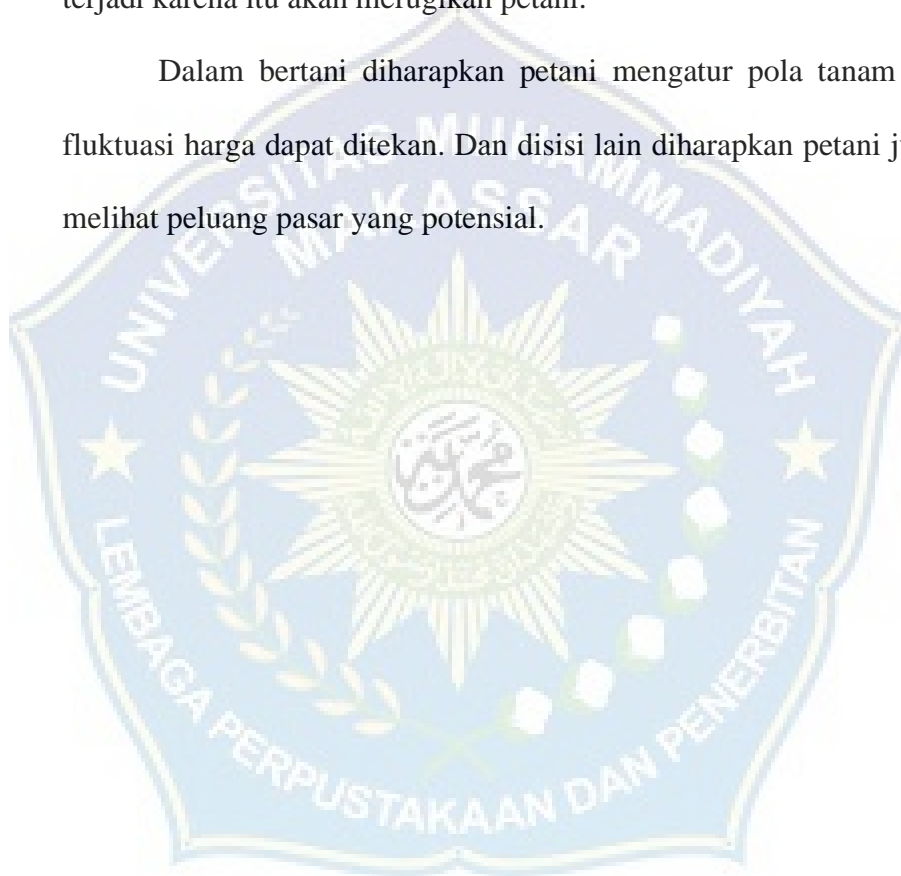 terjadi karena itu akan merugikan petani.
Dalam bertani diharapkan petani mengatur pola tanam
fluktuasi harga dapat ditekan. Dan disisi lain diharapkan petani j
melihat peluang pasar yang potensial.
UNIVERSITAS MUHAMMADIYAH
MAKASSAR
LEMBAGA PERPUSTAKAAN DAN PENERBITAN